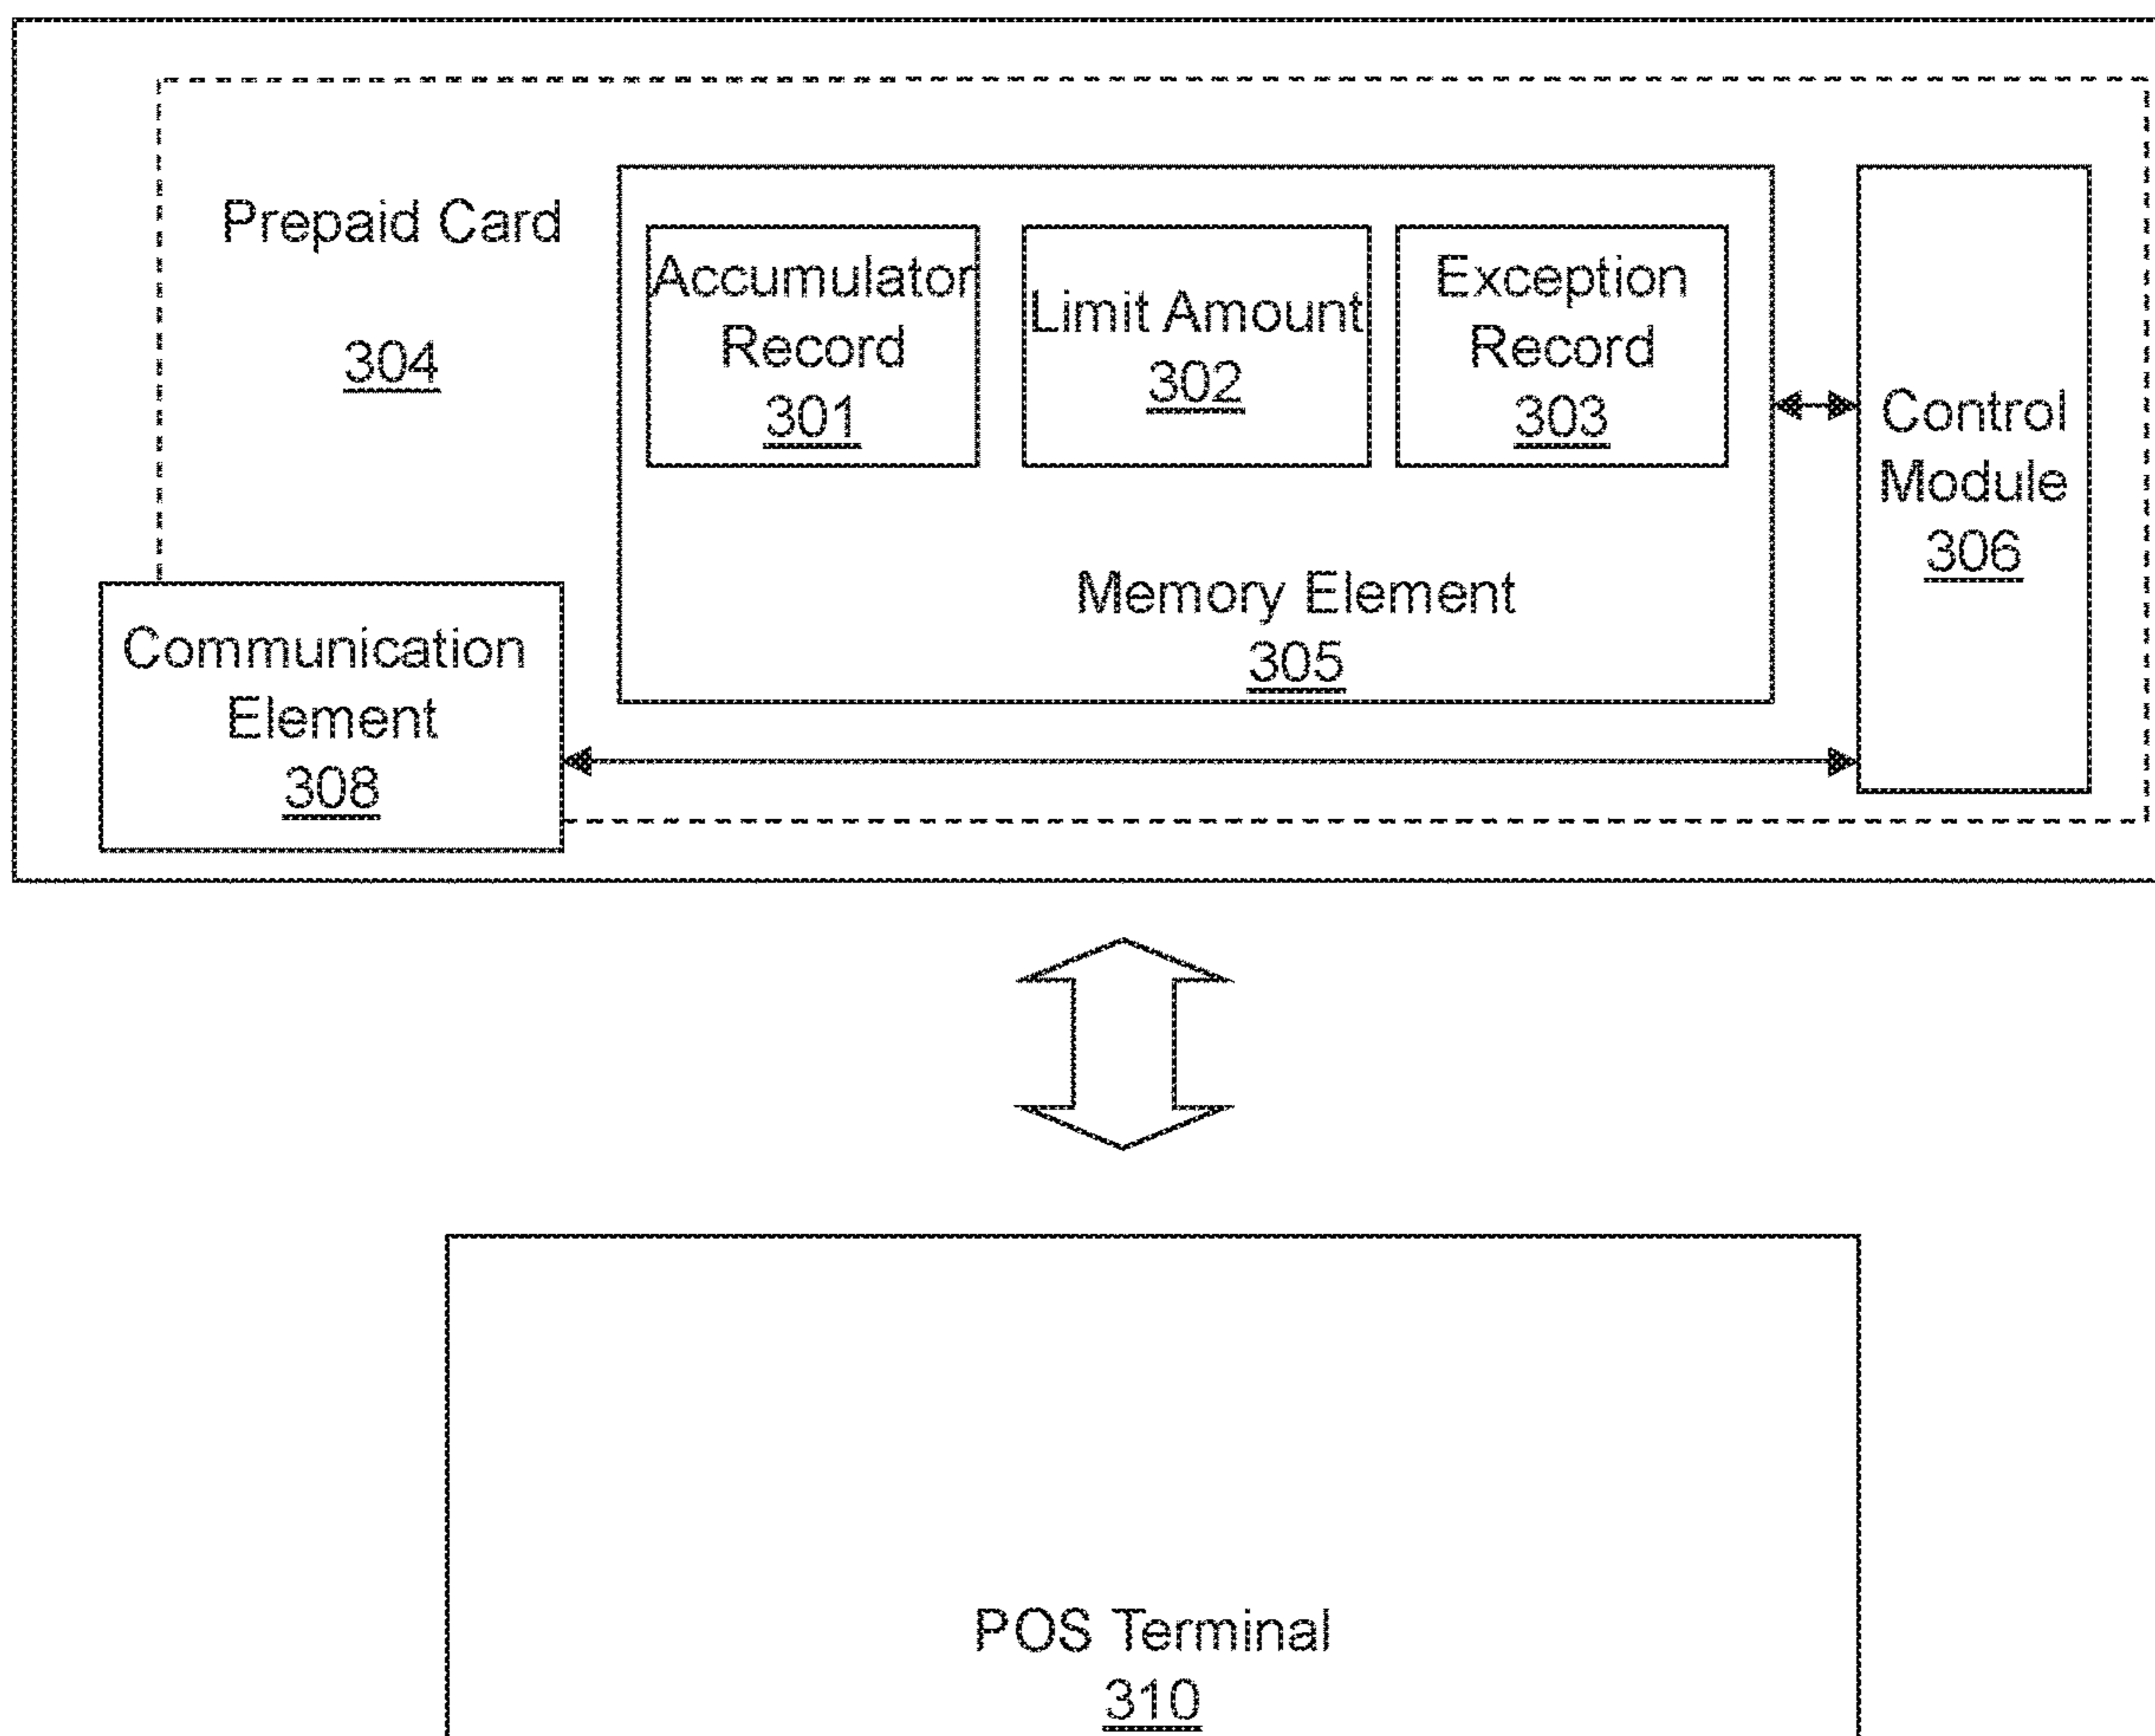 Prepaid Card
304
Accumulator
Record
301
Limit Amount
302
Exception
Record
303
Control
Module
306
Memory Element
305
Communication
Element
308
POS Terminal
310